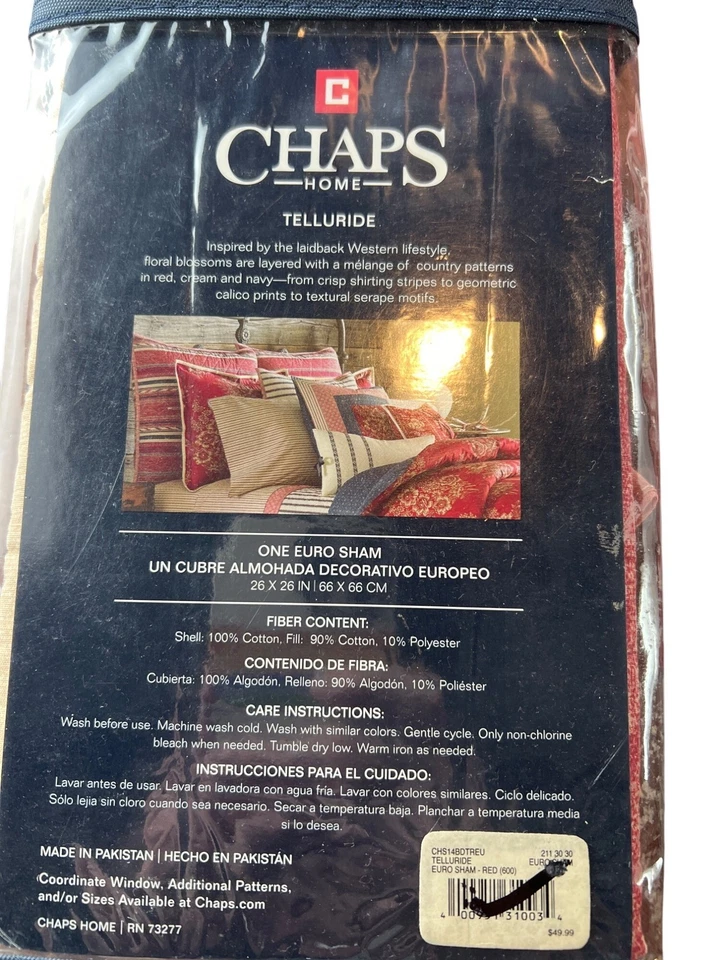 C
CHAPS
HOME
TELLURIDE
Inspired by the laidback Western lifestyle,
floral blossoms are layered with a mélange of country patterns
in red, cream and navy—from crisp shirting stripes to geometric
calico prints to textural serape motifs.
ONE EURO SHAM
UN CUBRE ALMOHADA DECORATIVO EUROPEO
26 X 26 IN | 66 X 66 CM
FIBER CONTENT:
Shell: 100% Cotton, Fill: 90% Cotton, 10% Polyester
CONTENIDO DE FIBRA:
Cubierta: 100% Algodón, Relleno: 90% Algodón, 10% Poliéster
CARE INSTRUCTIONS:
Wash before use. Machine wash cold. Wash with similar colors. Gentle cycle. Only non-chlorine
bleach when needed. Tumble dry low. Warm iron as needed.
INSTRUCCIONES PARA EL CUIDADO:
Lavar antes de usar. Lavar en lavadora con agua fría. Lavar con colores similares. Ciclo delicado.
Sólo lejia sin cloro cuando sea necesario. Secar a temperatura baja. Planchar a temperatura media
si lo desea.
MADE IN PAKISTAN | HECHO EN PAKISTÁN
Coordinate Window, Additional Patterns,
and/or Sizes Available at Chaps.com
CHAPS HOME | RN 73277
CHS14BDTREU 211 30 30
TELLURIDE EURO SHAM
EURO SHAM - RED (600)
4 31003 4
$49.99